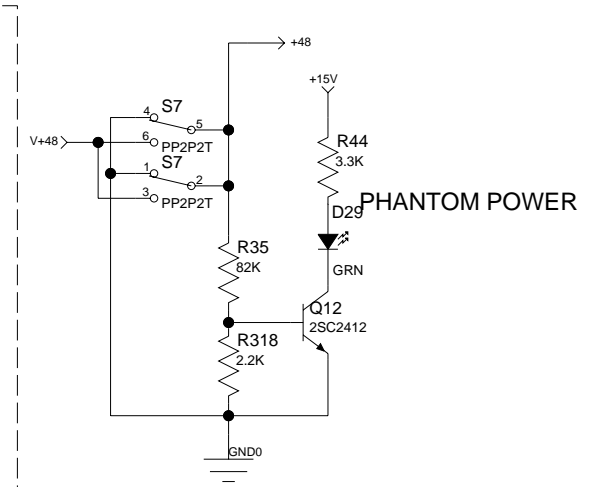 +48
+15V
4
S7
5
V+48
6
PP2P2T
1
S7
2
3
PP2P2T
R44
3.3K
D29
PHANTOM POWER
GRN
R35
82K
Q12
2SC2412
R318
2.2K
GND0